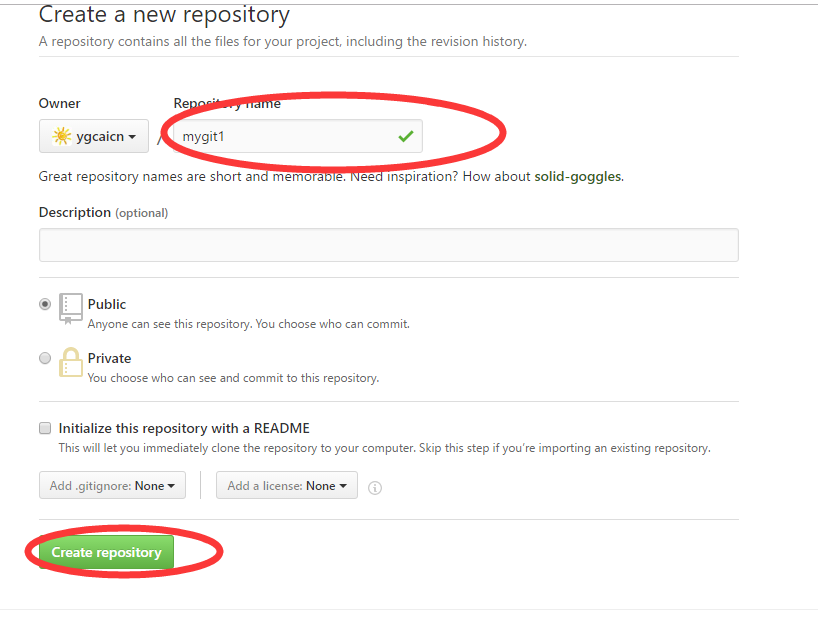 Create a new repository
A repository contains all the files for your project, including the revision history.
Owner
Repository name
ygcaicn
/
mygit1
Great repository names are short and memorable. Need inspiration? How about solid-goggles.
Description (optional)
Public
Anyone can see this repository. You choose who can commit.
Private
You choose who can see and commit to this repository.
Initialize this repository with a README
This will let you immediately clone the repository to your computer. Skip this step if you’re importing an existing repository.
Add .gitignore: None
Add a license: None
Create repository